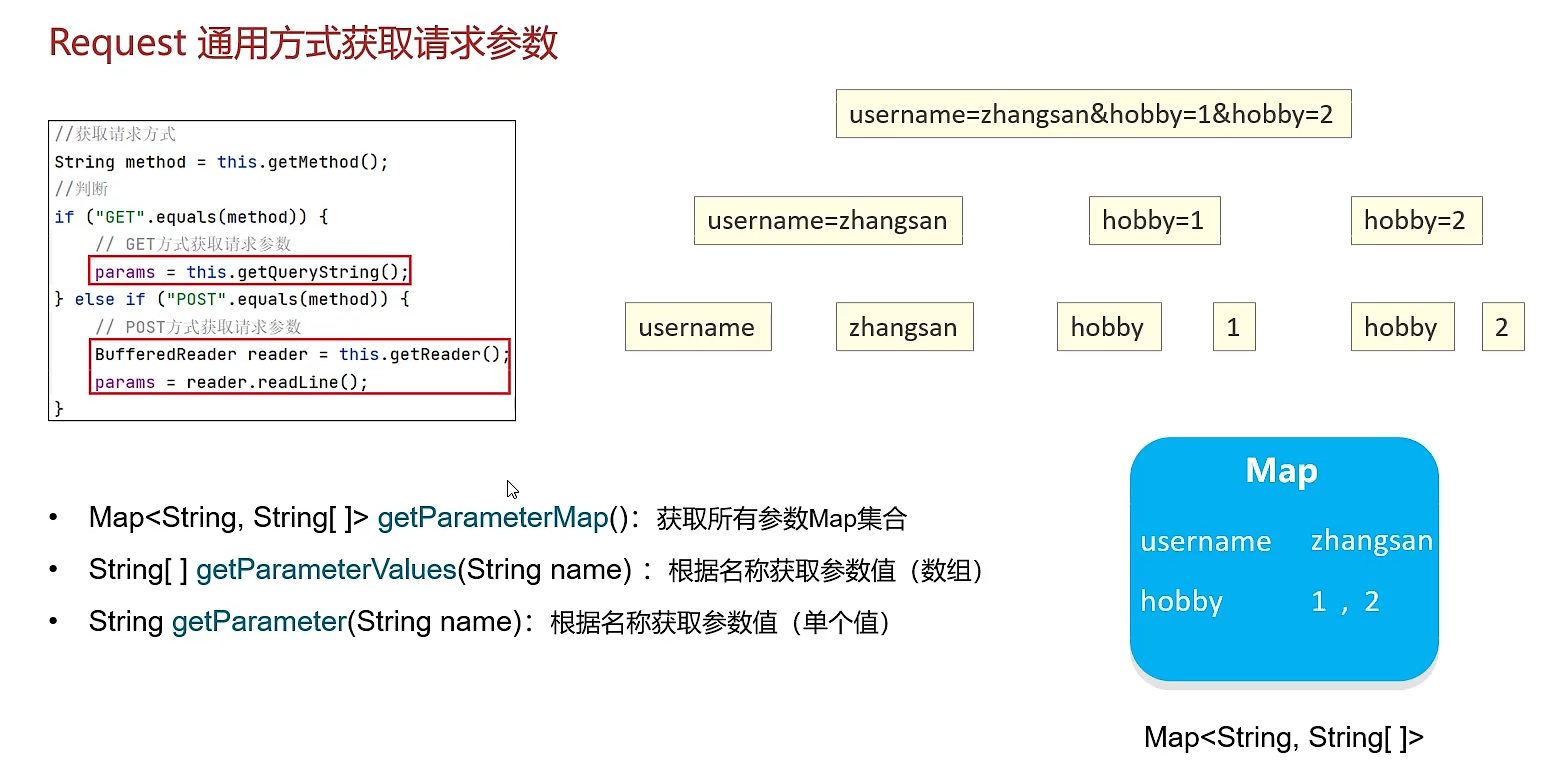 Request 通用方式获取请求参数
//获取请求方式
String method = this.getMethod();
//判断
if ("GET".equals(method)) {
// GET方式获取请求参数
params = this.getQueryString();
} else if ("POST".equals(method)) {
// POST方式获取请求参数
BufferedReader reader = this.getReader();
params = reader.readLine();
}
username=zhangsan&hobby=1&hobby=2
username=zhangsan
hobby=1
hobby=2
username
zhangsan
hobby
1
hobby
2
• Map<String, String[ ]> getParameterMap()：获取所有参数Map集合
• String[ ] getParameterValues(String name) ：根据名称获取参数值（数组）
• String getParameter(String name)：根据名称获取参数值（单个值）
Map
username zhangsan
hobby 1 , 2
Map<String, String[ ]>